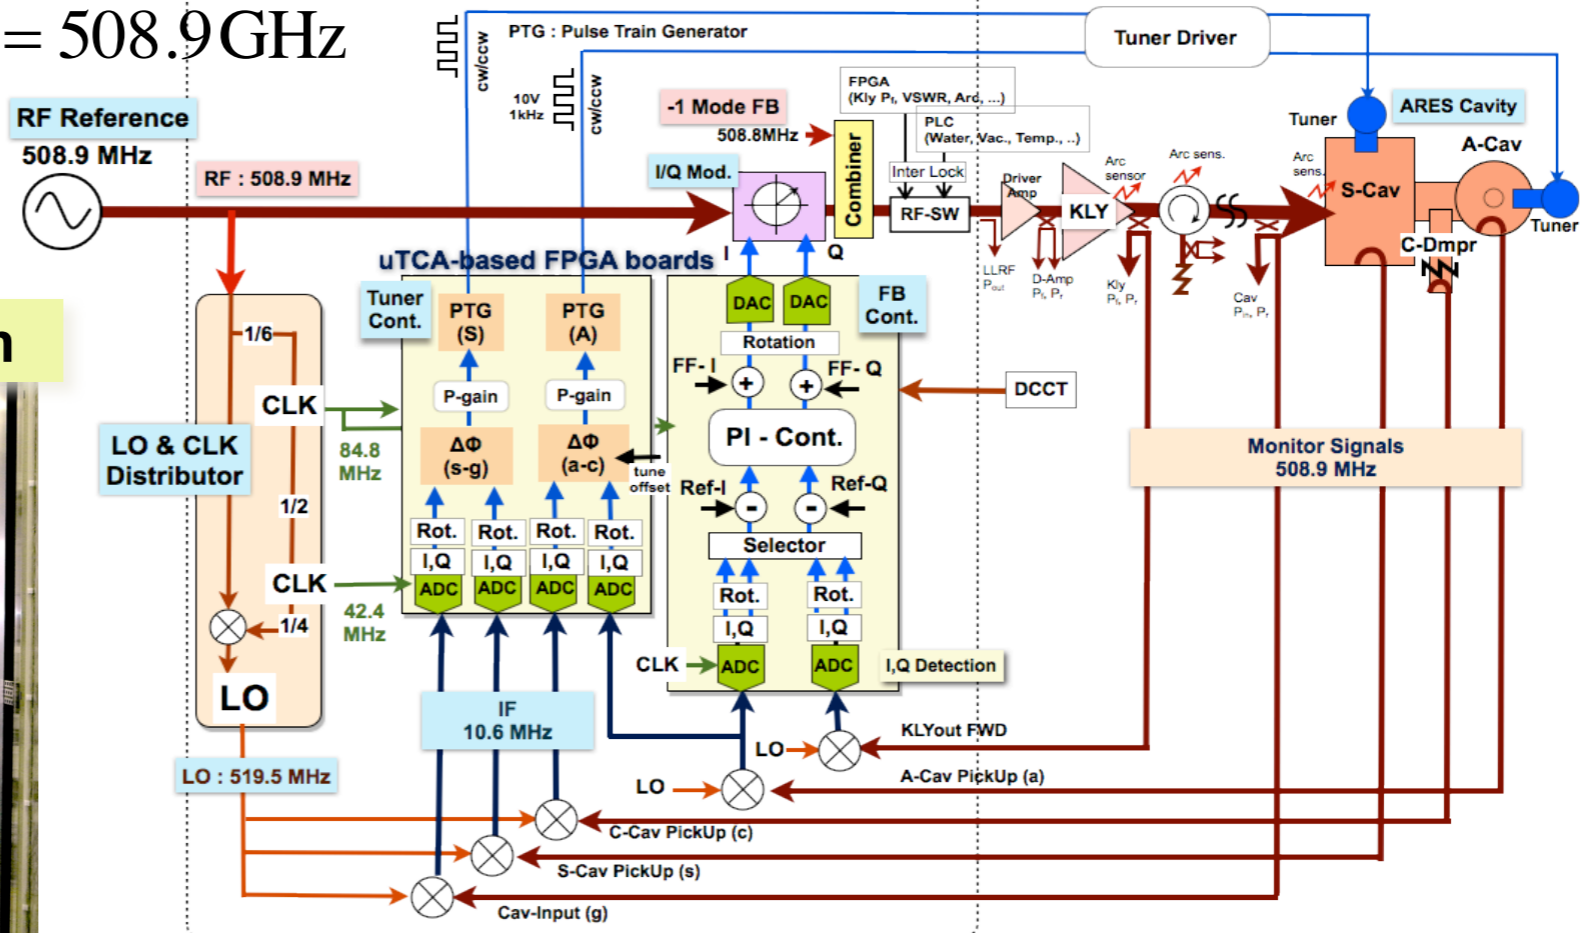 = 508.9 GHz
PTG : Pulse Train Generator
cw/ccw
10V
1kHz
cw/ccw
Tuner Driver
RF Reference
508.9 MHz
RF : 508.9 MHz
-1 Mode FB
508.8MHz
I/Q Mod.
Combiner
FPGA
(Kly Pf, VSWR, Arc, ...)
PLC
(Water, Vac., Temp., ..)
Inter Lock
RF-SW
Driver
Amp
KLY
Arc
sensor
Arc sens.
Arc
sens.
Tuner
ARES Cavity
A-Cav
S-Cav
Tuner
C-Dmpr
I
Q
LLRF
Pout
D-Amp
Pf, Pr
Kly
Pf, Pr
Cav
Pin, Pr
n
uTCA-based FPGA boards
Tuner
Cont.
PTG
(S)
PTG
(A)
P-gain
P-gain
ΔΦ
(s-g)
ΔΦ
(a-c)
tune
offset
Rot.
Rot.
Rot.
Rot.
I,Q
I,Q
I,Q
I,Q
ADC
ADC
ADC
ADC
DAC
DAC
FB
Cont.
Rotation
FF- I
+
+
FF- Q
DCCT
PI - Cont.
Ref-I
-
-
Ref-Q
Selector
Rot.
Rot.
I,Q
I,Q
CLK
ADC
ADC
I,Q Detection
1/6
CLK
84.8
MHz
LO & CLK
Distributor
1/2
CLK
42.4
MHz
1/4
LO
LO : 519.5 MHz
IF
10.6 MHz
Monitor Signals
508.9 MHz
LO
KLYout FWD
LO
A-Cav PickUp (a)
C-Cav PickUp (c)
S-Cav PickUp (s)
Cav-Input (g)